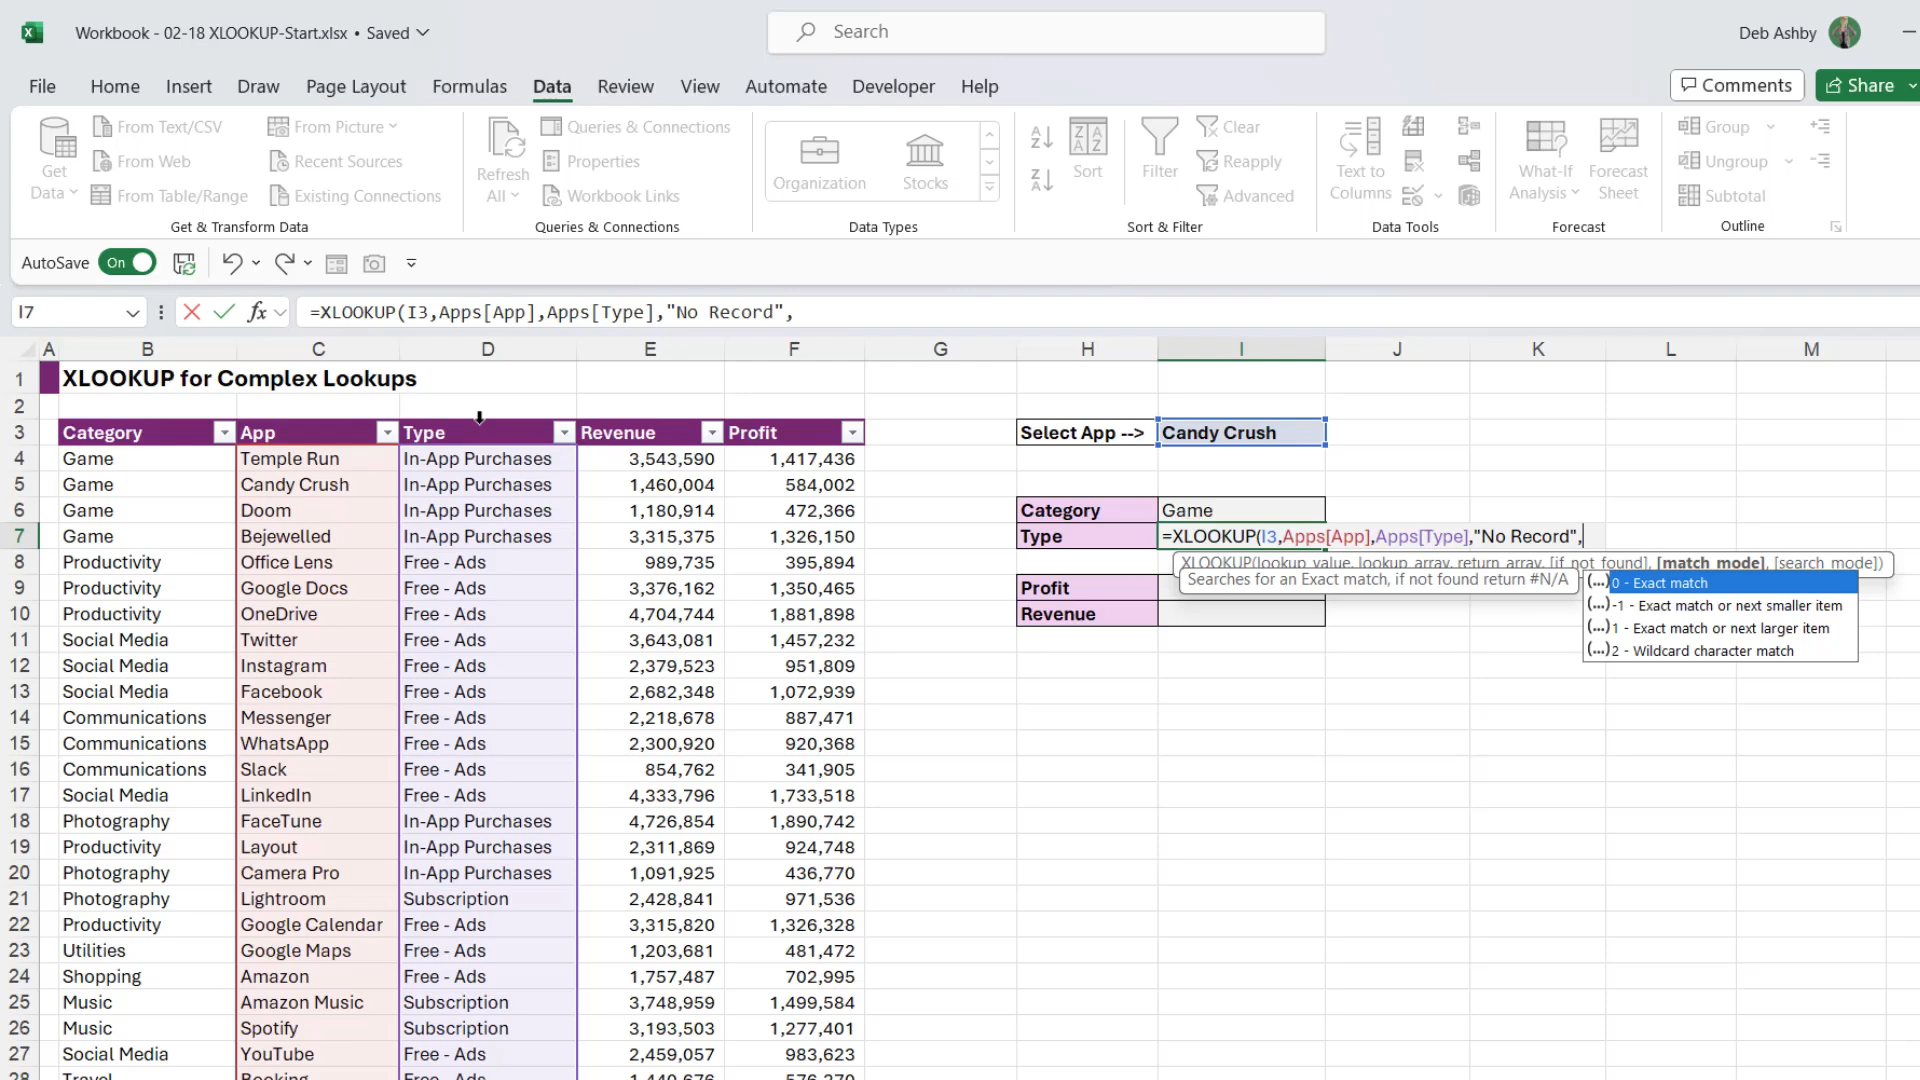 Workbook - 02-18 XLOOKUP-Start.xlsx • Saved
Search
Deb Ashby
File Home Insert Draw Page Layout Formulas Data Review View Automate Developer Help
Comments Share
Get Data
From Text/CSV
From Web
From Table/Range
From Picture
Recent Sources
Existing Connections
Get & Transform Data
Refresh All
Queries & Connections
Properties
Workbook Links
Queries & Connections
Organization Stocks
Data Types
Sort
Filter
Clear
Reapply
Advanced
Sort & Filter
Text to Columns
Data Tools
What-If Analysis
Forecast Sheet
Forecast
Group
Ungroup
Subtotal
Outline
AutoSave On
I7 fx =XLOOKUP(I3,Apps[App],Apps[Type],"No Record",
A B C D E F G H I J K L M
1 XLOOKUP for Complex Lookups
2
3 Category App Type Revenue Profit Select App --> Candy Crush
4 Game Temple Run In-App Purchases 3,543,590 1,417,436
5 Game Candy Crush In-App Purchases 1,460,004 584,002
6 Game Doom In-App Purchases 1,180,914 472,366 Category Game
7 Game Bejewelled In-App Purchases 3,315,375 1,326,150 Type =XLOOKUP(I3,Apps[App],Apps[Type],"No Record",
XLOOKUP(lookup_value, lookup_array, return_array, [if_not_found], [match_mode], [search_mode])
Searches for an Exact match, if not found return #N/A
(...)0 - Exact match
(...)-1 - Exact match or next smaller item
(...)1 - Exact match or next larger item
(...)2 - Wildcard character match
8 Productivity Office Lens Free - Ads 989,735 395,894
9 Productivity Google Docs Free - Ads 3,376,162 1,350,465 Profit
10 Productivity OneDrive Free - Ads 4,704,744 1,881,898 Revenue
11 Social Media Twitter Free - Ads 3,643,081 1,457,232
12 Social Media Instagram Free - Ads 2,379,523 951,809
13 Social Media Facebook Free - Ads 2,682,348 1,072,939
14 Communications Messenger Free - Ads 2,218,678 887,471
15 Communications WhatsApp Free - Ads 2,300,920 920,368
16 Communications Slack Free - Ads 854,762 341,905
17 Social Media LinkedIn Free - Ads 4,333,796 1,733,518
18 Photography FaceTune In-App Purchases 4,726,854 1,890,742
19 Productivity Layout In-App Purchases 2,311,869 924,748
20 Photography Camera Pro In-App Purchases 1,091,925 436,770
21 Photography Lightroom Subscription 2,428,841 971,536
22 Productivity Google Calendar Free - Ads 3,315,820 1,326,328
23 Utilities Google Maps Free - Ads 1,203,681 481,472
24 Shopping Amazon Free - Ads 1,757,487 702,995
25 Music Amazon Music Subscription 3,748,959 1,499,584
26 Music Spotify Subscription 3,193,503 1,277,401
27 Social Media YouTube Free - Ads 2,459,057 983,623
28 Travel Booking Free - Ads 1,440,676 576,270